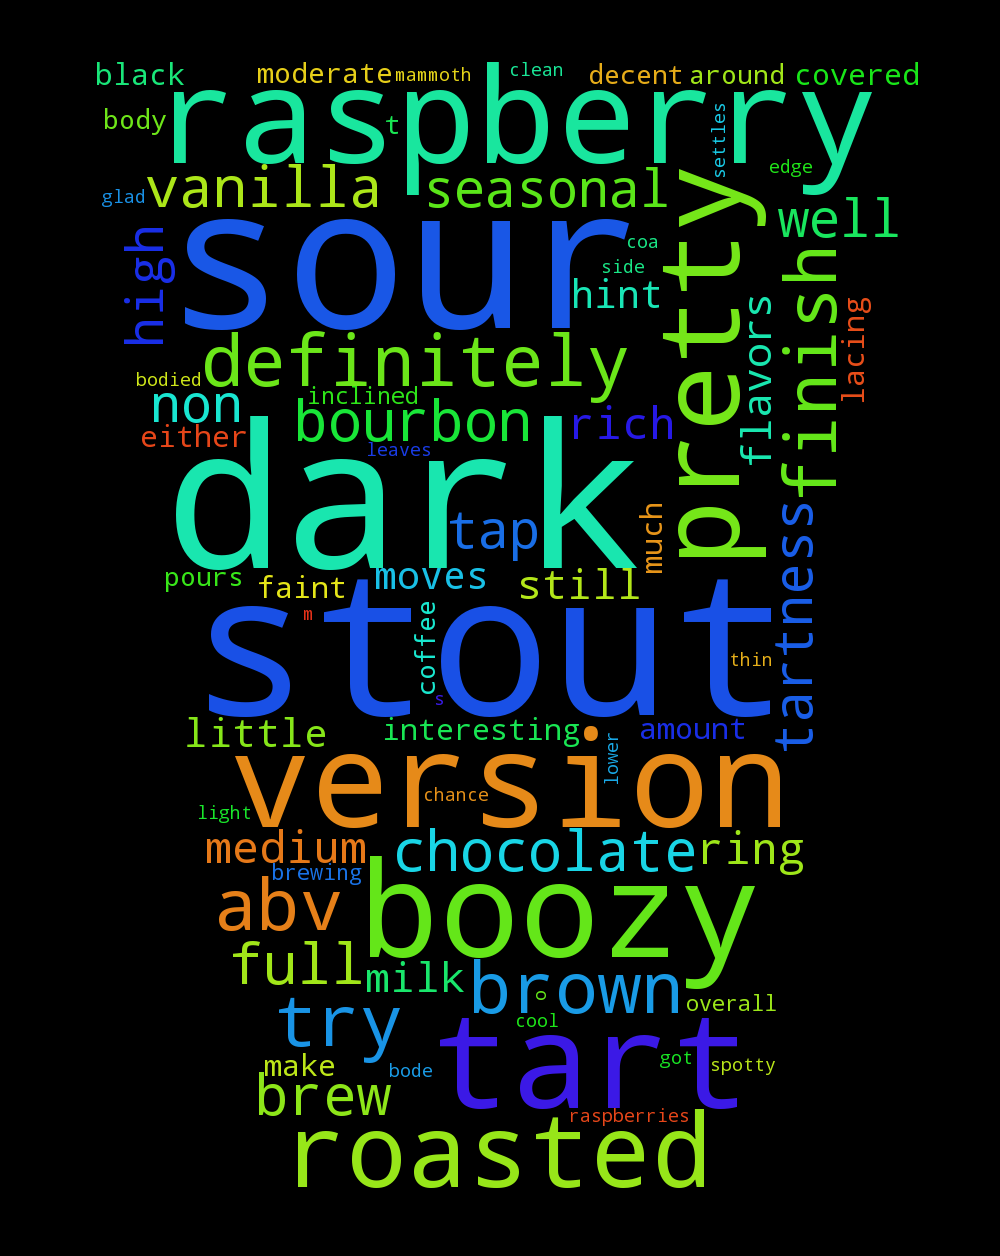 black
moderate
mammoth
clean
decent
around
covered
raspberry
body
t
settles
edge
glad
vanilla
seasonal
pretty
well
high
sour
coa
side
hint
flavors
finish
lacing
bodied
definitely
non
inclined
bourbon
rich
either
leaves
dark
tap
much
tartness
pours
faint
moves
still
m
stout
coffee
thin
s
little
interesting
amount
version
lower
chance
light
medium
chocolate
ring
brewing
abv
boozy
full
milk
brown
o
overall
try
cool
tart
make
bode
got
spotty
brew
raspberries
roasted